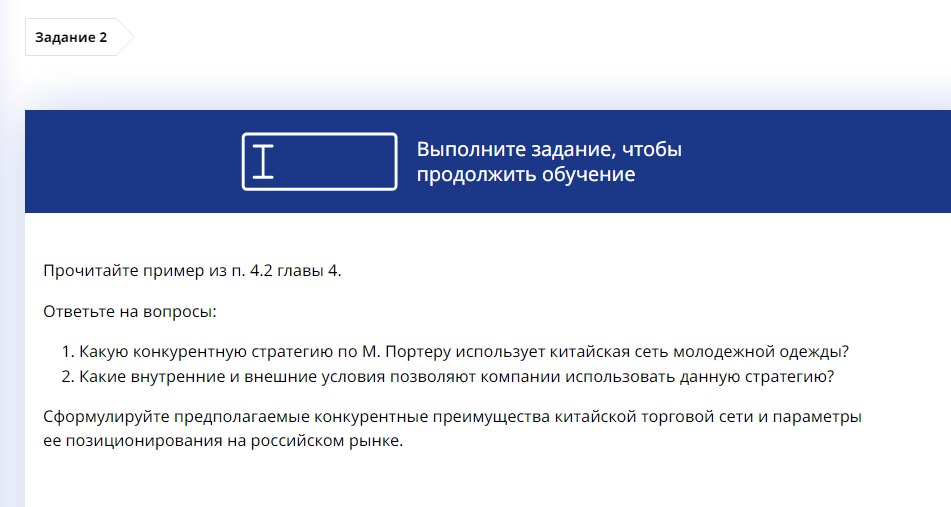 Задание 2
Выполните задание, чтобы
продолжить обучение
Прочитайте пример из п. 4.2 главы 4.
Ответьте на вопросы:
1. Какую конкурентную стратегию по М. Портеру использует китайская сеть молодежной одежды?
2. Какие внутренние и внешние условия позволяют компании использовать данную стратегию?
Сформулируйте предполагаемые конкурентные преимущества китайской торговой сети и параметры
ее позиционирования на российском рынке.